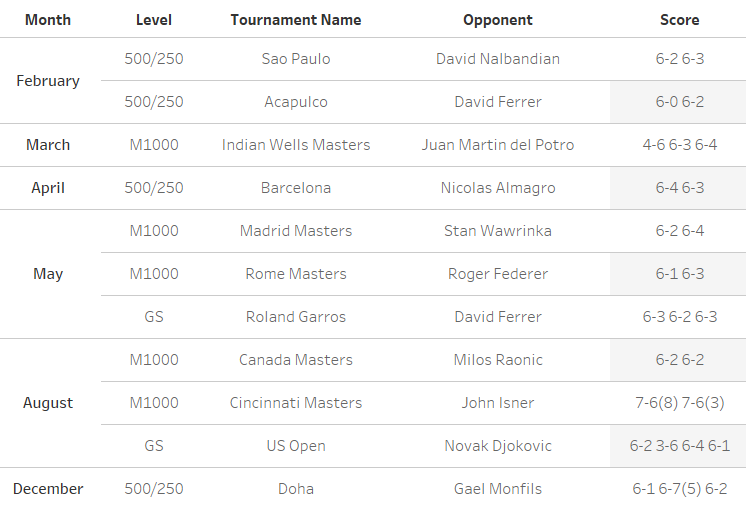 Month Level Tournament Name Opponent Score
February 500/250 Sao Paulo David Nalbandian 6-2 6-3
500/250 Acapulco David Ferrer 6-0 6-2
March M1000 Indian Wells Masters Juan Martin del Potro 4-6 6-3 6-4
April 500/250 Barcelona Nicolas Almagro 6-4 6-3
May M1000 Madrid Masters Stan Wawrinka 6-2 6-4
M1000 Rome Masters Roger Federer 6-1 6-3
GS Roland Garros David Ferrer 6-3 6-2 6-3
August M1000 Canada Masters Milos Raonic 6-2 6-2
M1000 Cincinnati Masters John Isner 7-6(8) 7-6(3)
GS US Open Novak Djokovic 6-2 3-6 6-4 6-1
December 500/250 Doha Gael Monfils 6-1 6-7(5) 6-2